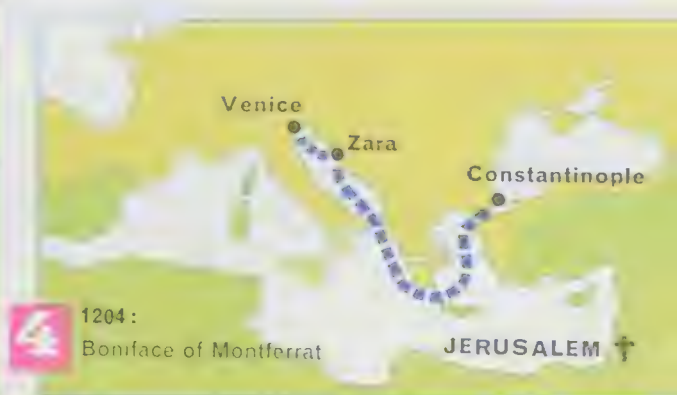 Venice
Zara
Constantinople
4
1204:
Boniface of Montferrat
JERUSALEM †